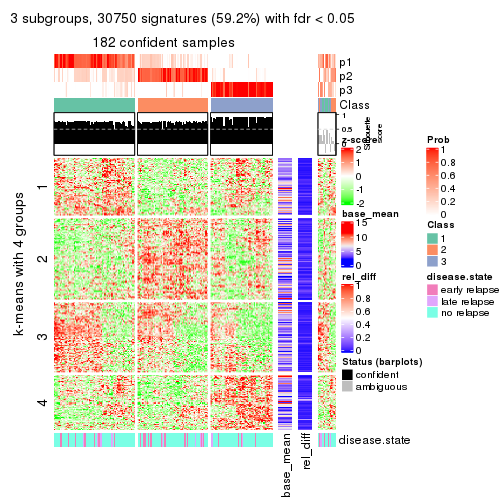 3 subgroups, 30750 signatures (59.2%) with fdr < 0.05
182 confident samples
p1
p2
p3
Class
1
0.5
0
Silhouette
score
k-means with 4 groups
1
2
3
4
base_mean
rel_diff
disease.state
z-score
2
1
0
-1
-2
base_mean
15
10
5
0
rel_diff
1
0.8
0.6
0.4
0.2
0
Status (barplots)
confident
ambiguous
Prob
1
0.8
0.6
0.4
0.2
0
Class
1
2
3
disease.state
early relapse
late relapse
no relapse